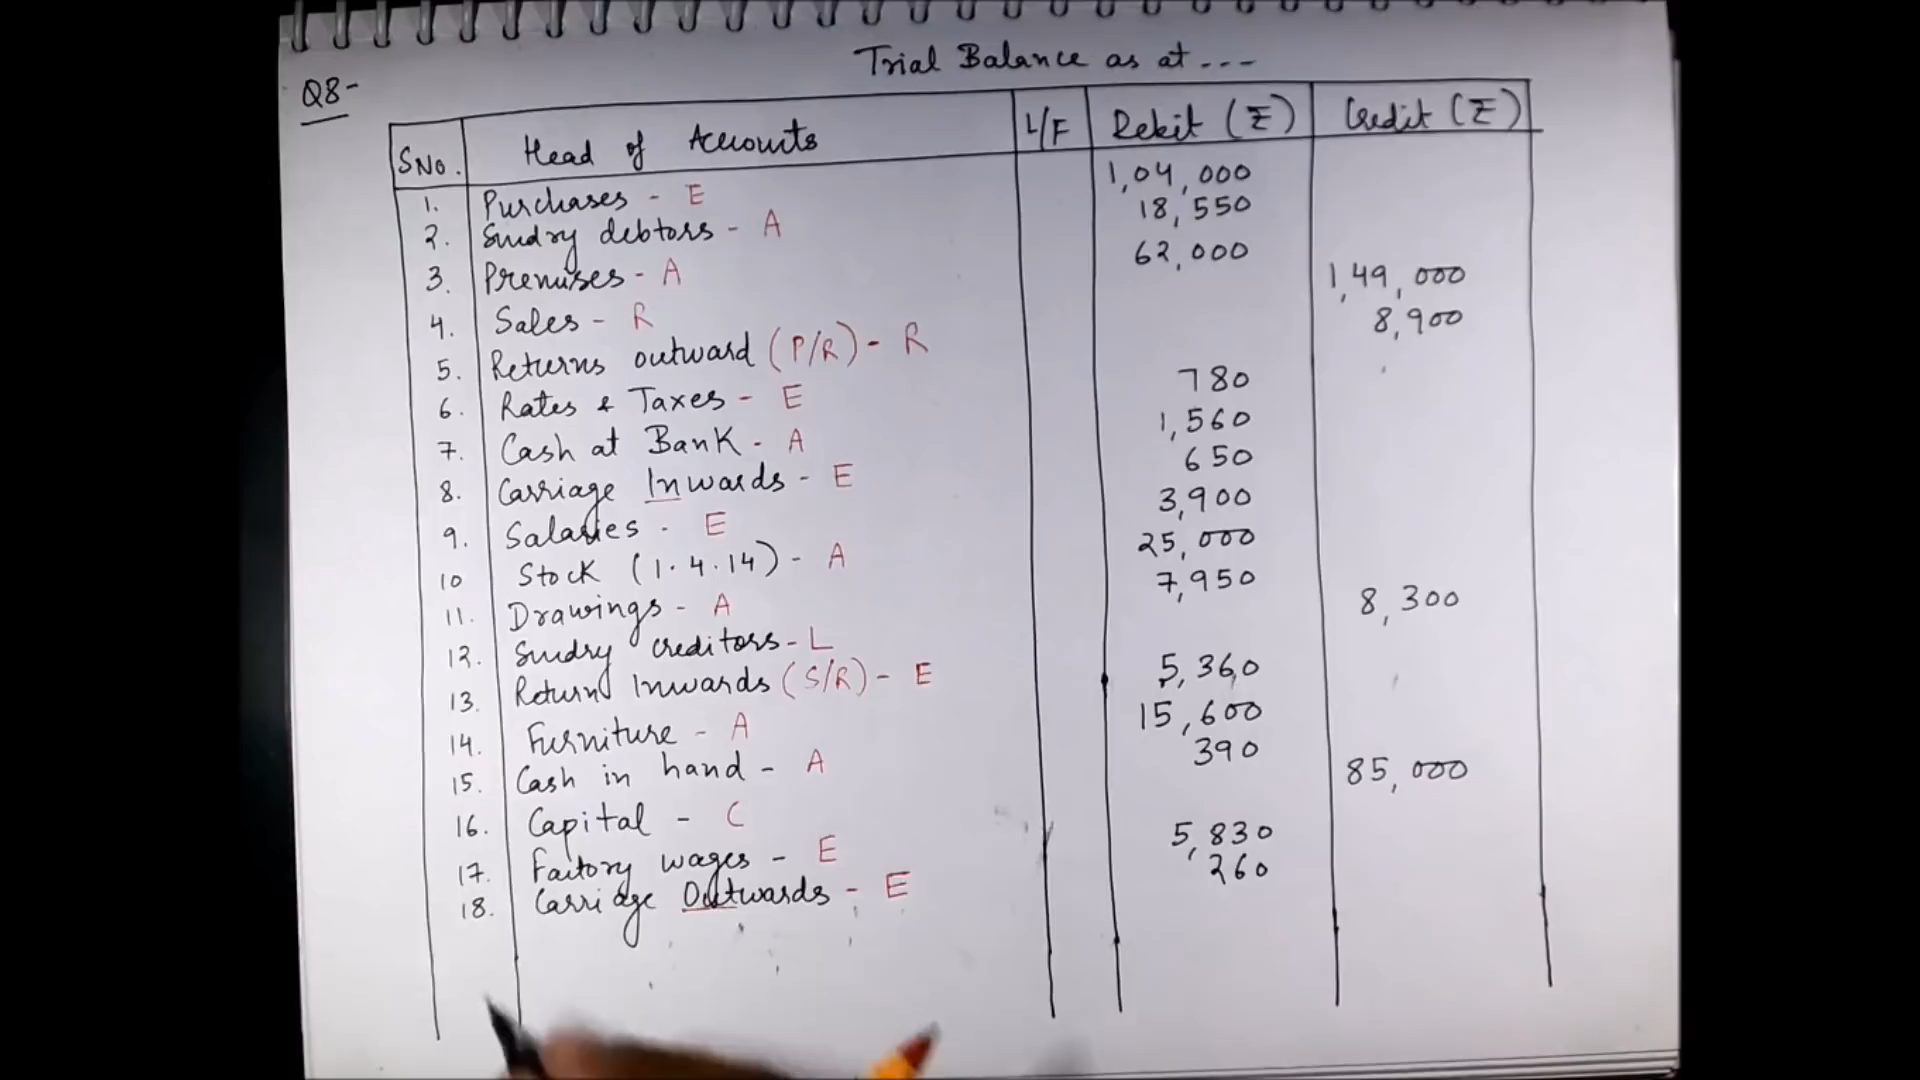 Trial Balance as at ---
Q8-
SNo. Head of Accounts L/F Debit (₹) Credit (₹)
1. Purchases - E 1,04,000
2. Sundry debtors - A 18,550
3. Premises - A 62,000
4. Sales - R 1,49,000
5. Returns outward (P/R) - R 8,900
6. Rates & Taxes - E 780
7. Cash at Bank - A 1,560
8. Carriage Inwards - E 650
9. Salaries - E 3,900
10 Stock (1.4.14) - A 25,000
11. Drawings - A 7,950
12. Sundry creditors - L 8,300
13. Return Inwards (S/R) - E 5,360
14. Furniture - A 15,600
15. Cash in hand - A 390
16. Capital - C 85,000
17. Factory wages - E 5,830
18. Carriage Outwards - E 260